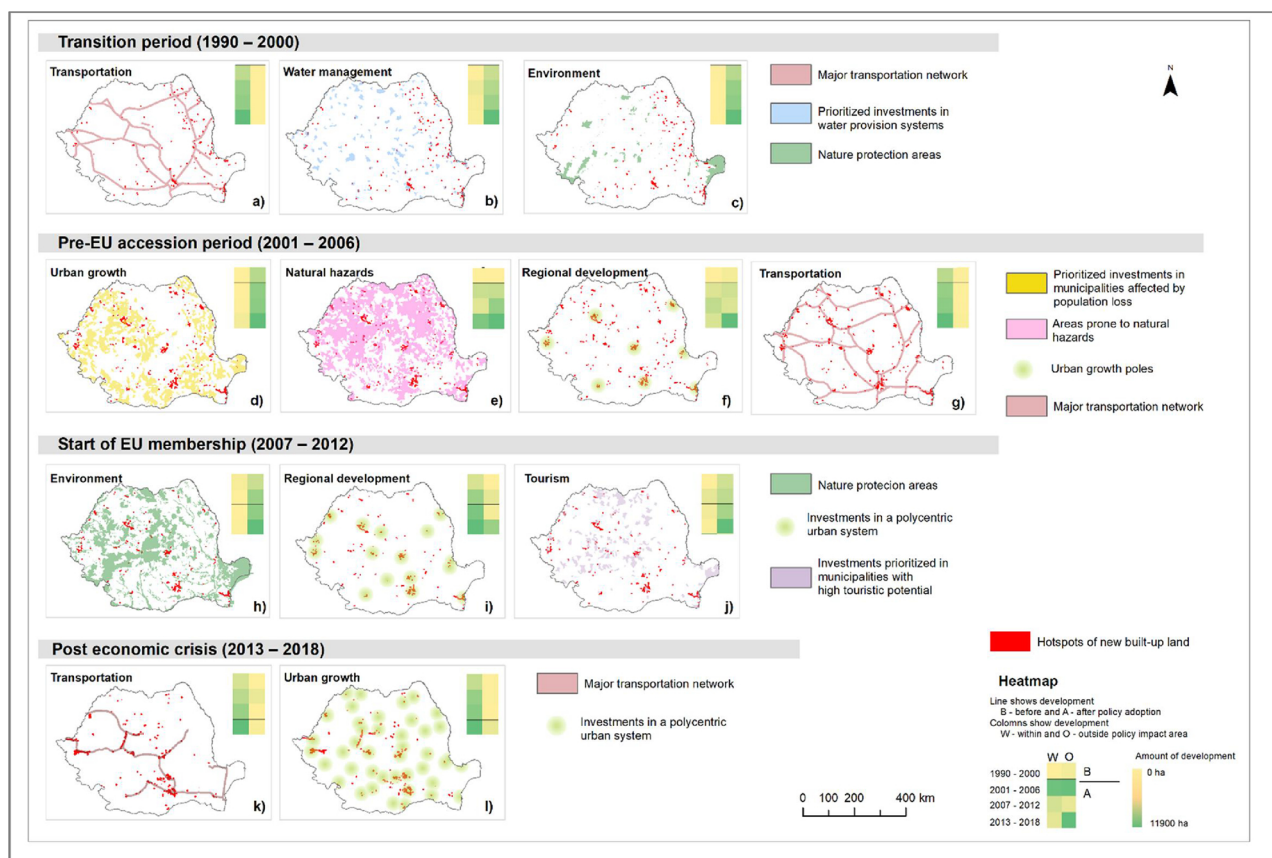 Transition period (1990 – 2000)
Transportation
Water management
Environment
a)
b)
c)
Major transportation network
Prioritized investments in
water provision systems
Nature protection areas
N
Pre-EU accession period (2001 – 2006)
Urban growth
Natural hazards
Regional development
Transportation
d)
e)
f)
g)
Prioritized investments in
municipalities affected by
population loss
Areas prone to natural
hazards
Urban growth poles
Major transportation network
Start of EU membership (2007 – 2012)
Environment
Regional development
Tourism
h)
i)
j)
Nature protecion areas
Investments in a polycentric
urban system
Investments prioritized in
municipalities with
high touristic potential
Post economic crisis (2013 – 2018)
Transportation
Urban growth
k)
l)
Major transportation network
Investments in a polycentric
urban system
0 100 200 400 km
Hotspots of new built-up land
Heatmap
Line shows development
B - before and A - after policy adoption
Columns show development
W - within and O - outside policy impact area
W O
Amount of development
1990 - 2000
B
0 ha
2001 - 2006
A
2007 - 2012
2013 - 2018
11900 ha